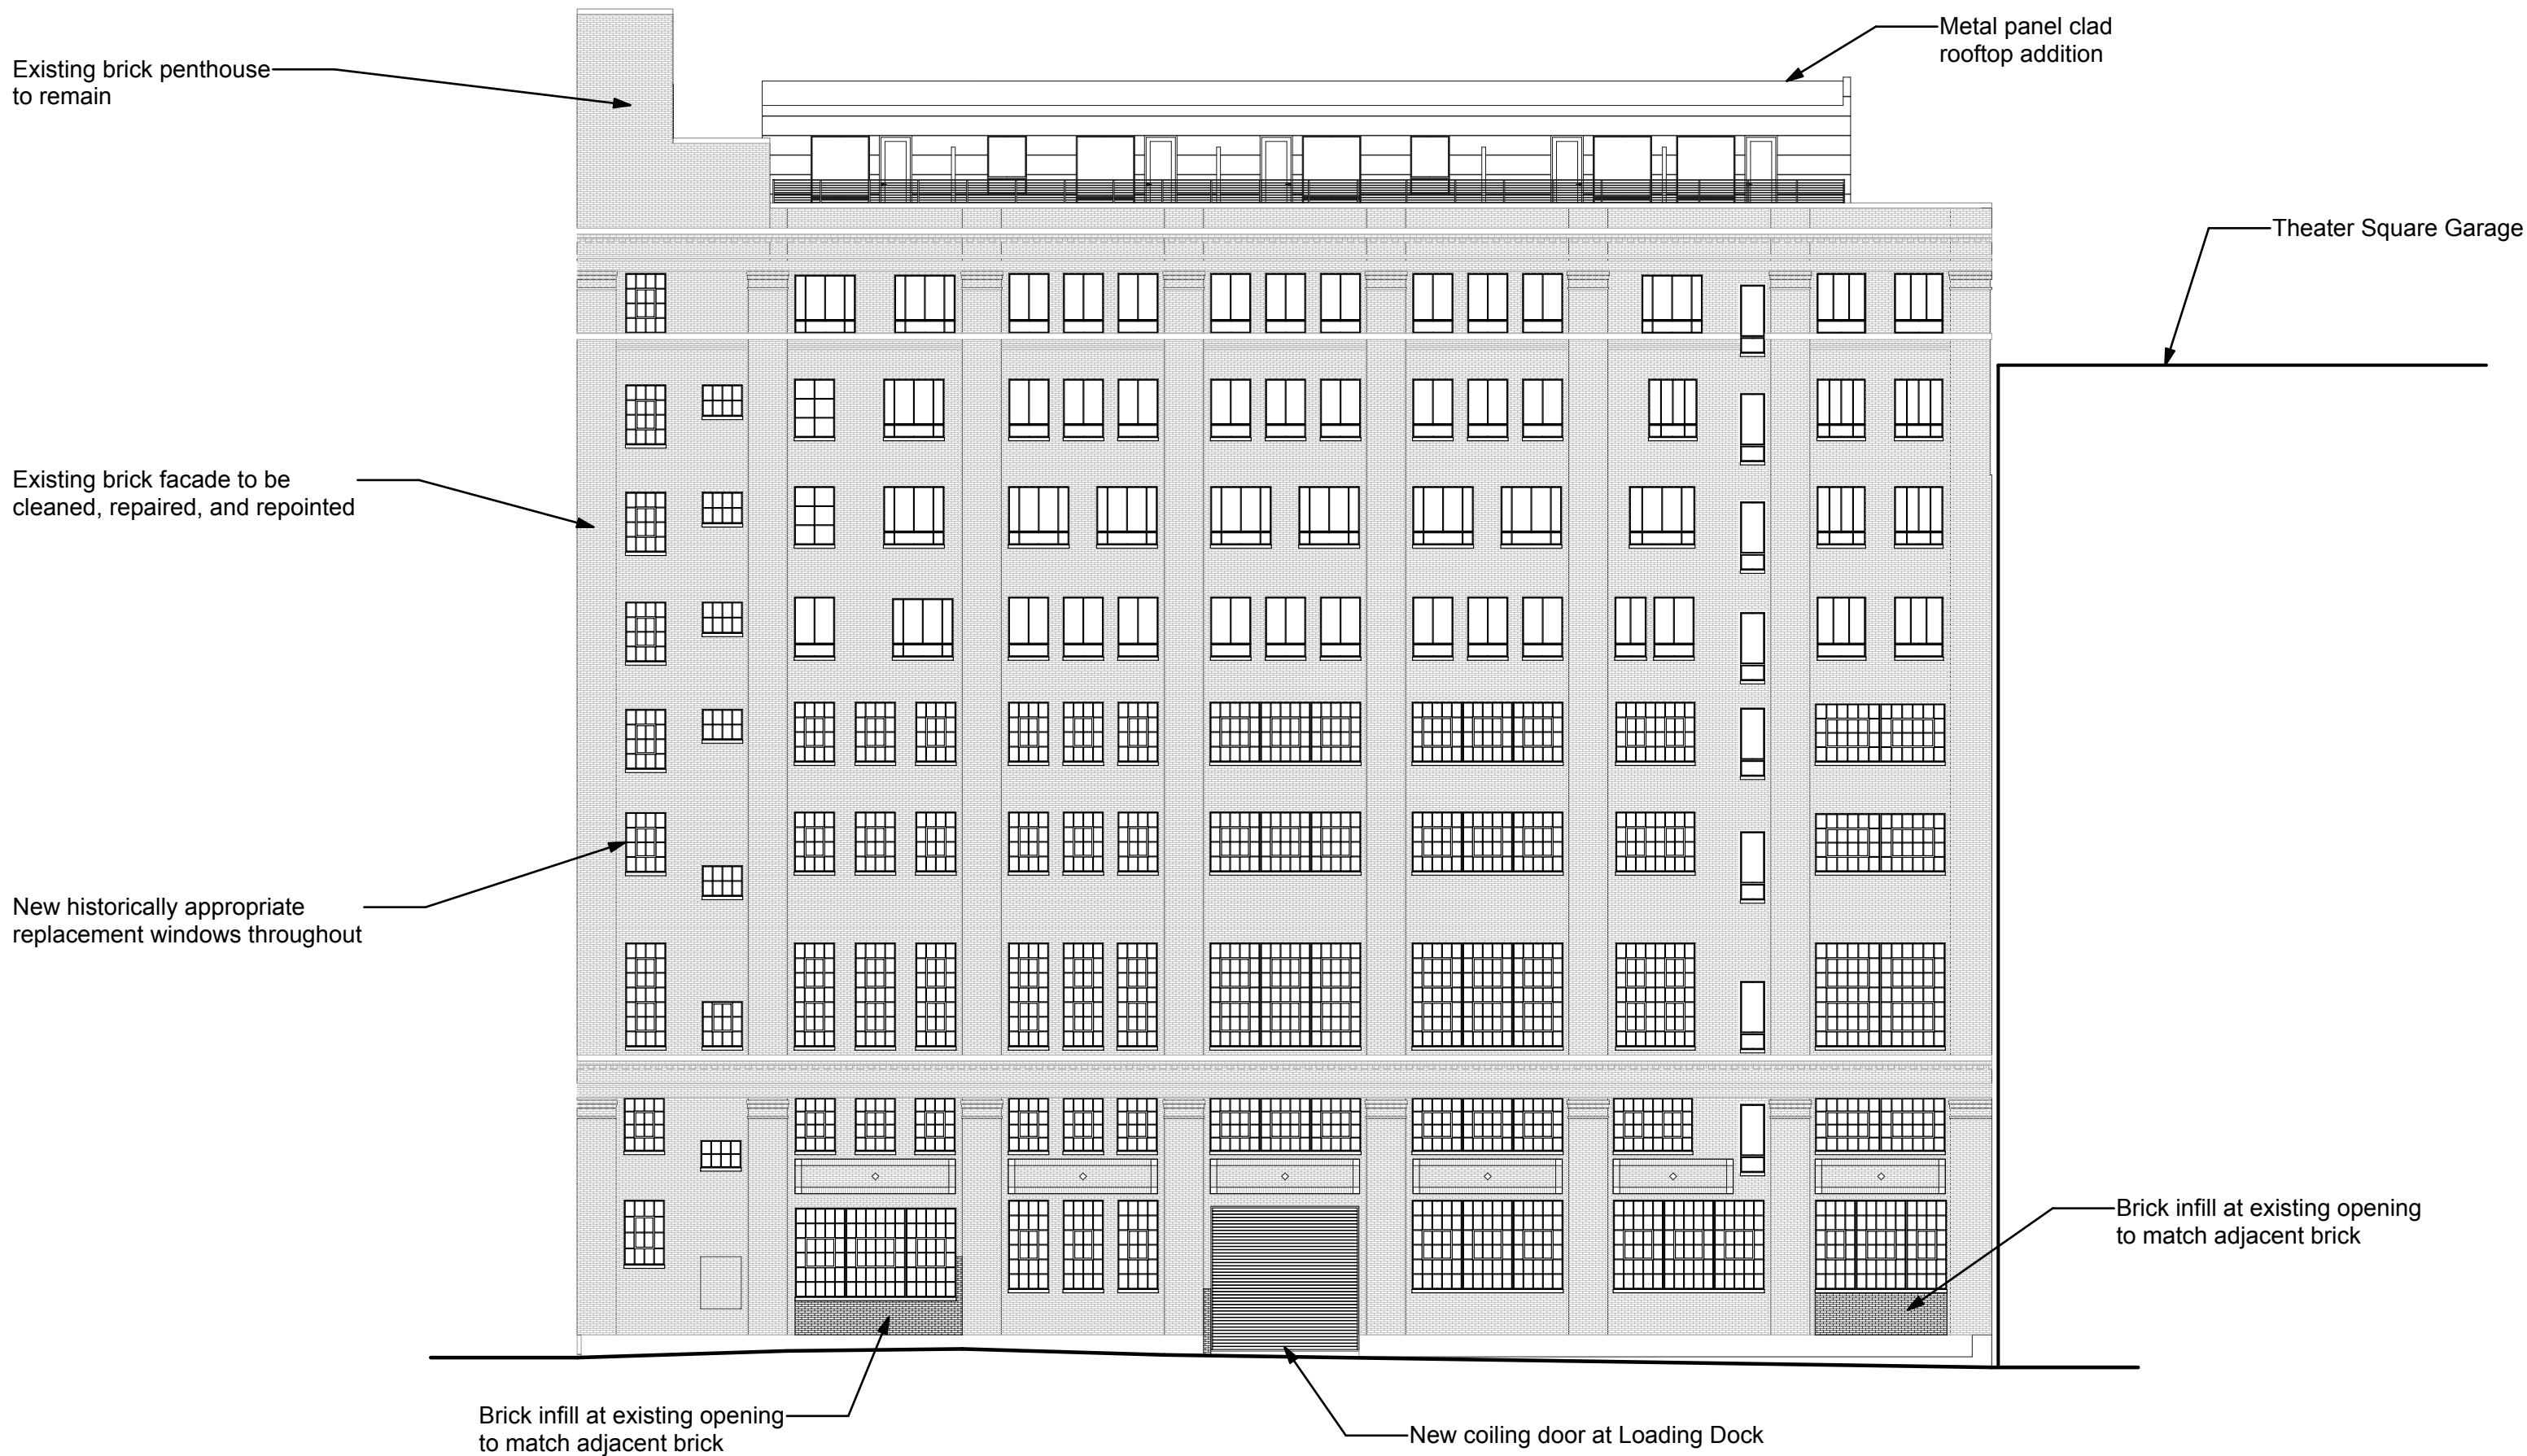 Metal panel clad
rooftop addition
Existing brick penthouse
to remain
Theater Square Garage
Existing brick facade to be
cleaned, repaired, and repointed
New historically appropriate
replacement windows throughout
Brick infill at existing opening
to match adjacent brick
Brick infill at existing opening
to match adjacent brick
New coiling door at Loading Dock